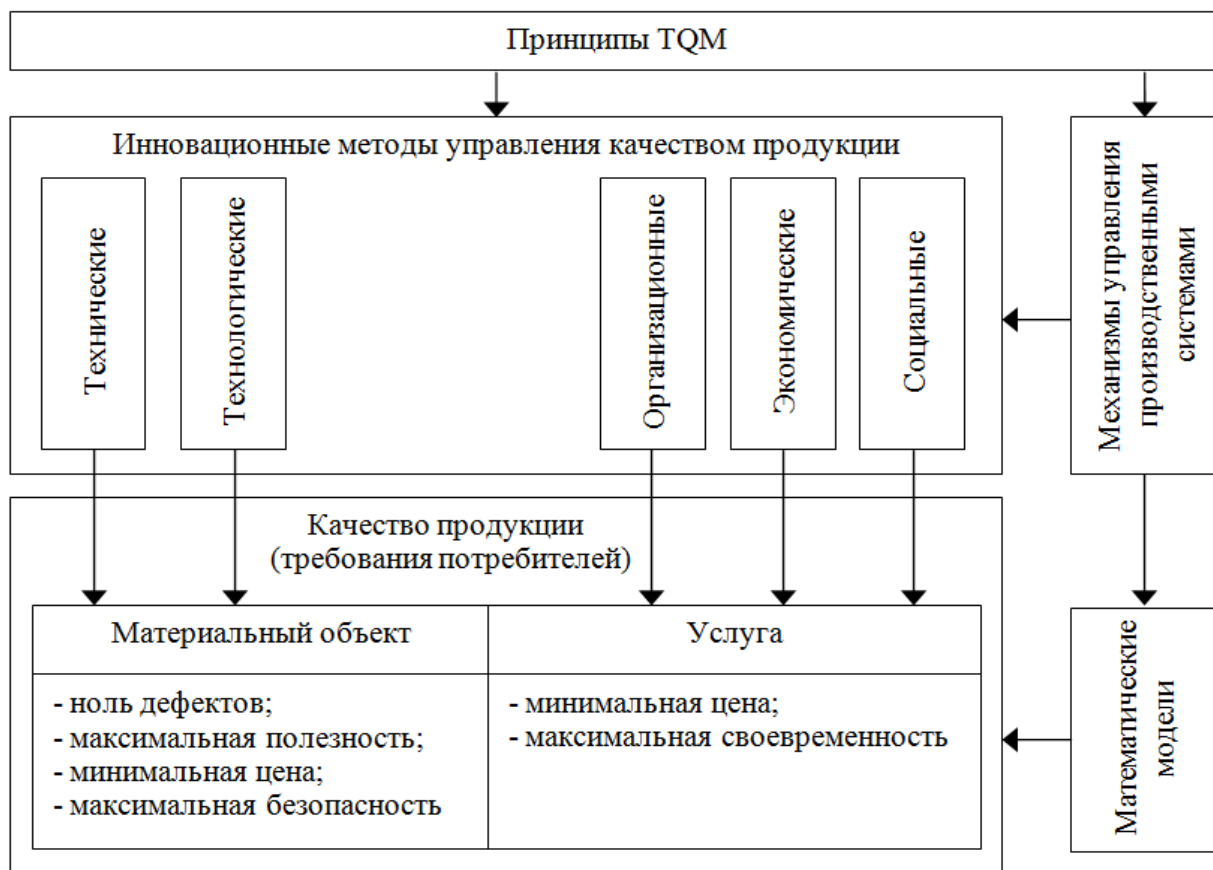 Принципы TQM
Инновационные методы управления качеством продукции
Технические
Технологические
Организационные
Экономические
Социальные
Механизмы управления
производственными
системами
Качество продукции
(требования потребителей)
Материальный объект
Услуга
- ноль дефектов;
- максимальная полезность;
- минимальная цена;
- максимальная безопасность
- минимальная цена;
- максимальная своевременность
Математические
модели